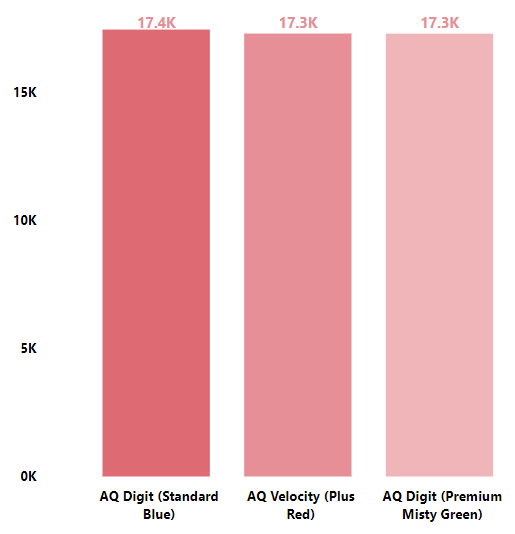 17.4K 17.3K 17.3K
15K
10K
5K
0K
AQ Digit (Standard
Blue)
AQ Velocity (Plus
Red)
AQ Digit (Premium
Misty Green)